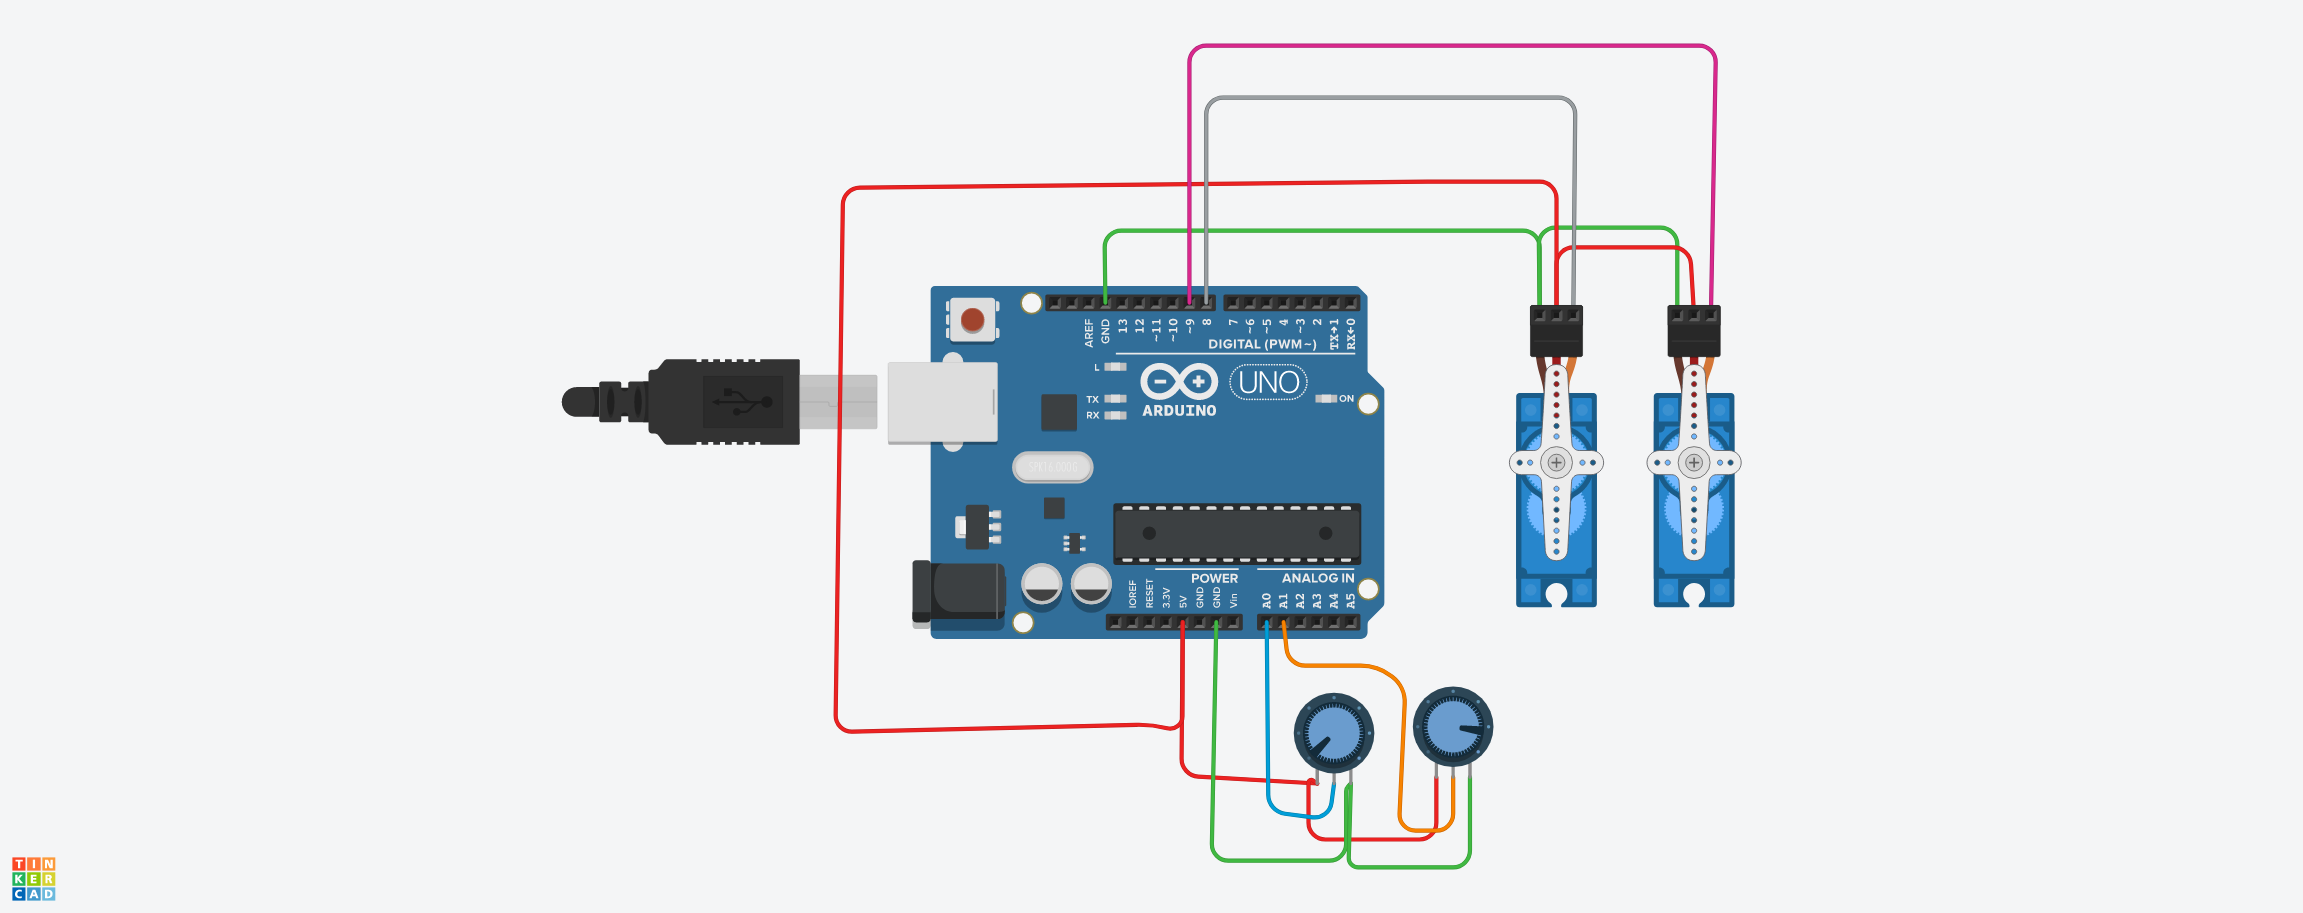 AREF
GND
13
12
~11
~10
~9
8
7
~6
~5
4
~3
2
TX→1
RX←0
DIGITAL (PWM~)
L
TX
RX
ARDUINO
UNO
ON
POWER
ANALOG IN
IOREF
RESET
3.3V
5V
GND
GND
Vin
A0
A1
A2
A3
A4
A5
TIN
KER
CAD